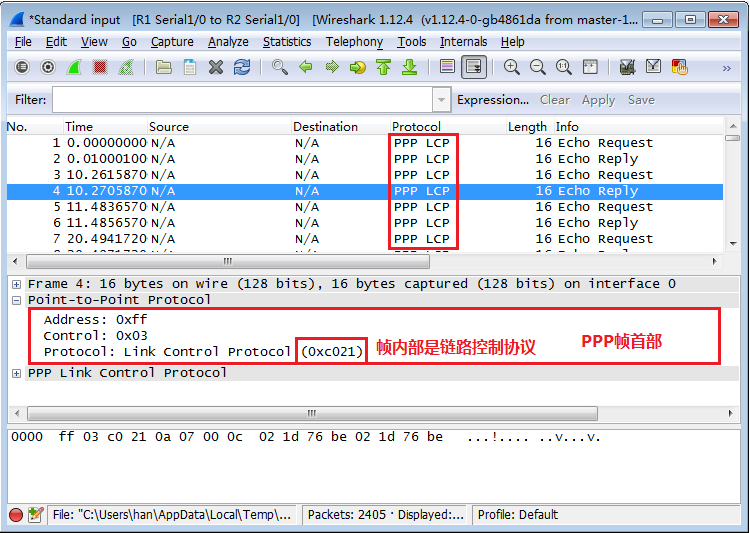 *Standard input [R1 Serial1/0 to R2 Serial1/0] [Wireshark 1.12.4 (v1.12.4-0-gb4861da from master-1...
File Edit View Go Capture Analyze Statistics Telephony Tools Internals Help
Filter: Expression... Clear Apply Save
No. Time Source Destination Protocol Length Info
1 0.00000000 N/A N/A PPP LCP 16 Echo Request
2 0.01000100 N/A N/A PPP LCP 16 Echo Reply
3 10.2615870 N/A N/A PPP LCP 16 Echo Request
4 10.2705870 N/A N/A PPP LCP 16 Echo Reply
5 11.4836570 N/A N/A PPP LCP 16 Echo Request
6 11.4856570 N/A N/A PPP LCP 16 Echo Reply
7 20.4941720 N/A N/A PPP LCP 16 Echo Request
Frame 4: 16 bytes on wire (128 bits), 16 bytes captured (128 bits) on interface 0
Point-to-Point Protocol
Address: 0xff
Control: 0x03
Protocol: Link Control Protocol (0xc021) 帧内部是链路控制协议 PPP帧首部
PPP Link Control Protocol
0000 ff 03 c0 21 0a 07 00 0c 02 1d 76 be 02 1d 76 be ...!.... ..v...v.
File: "C:\Users\han\AppData\Local\Temp\... Packets: 2405 · Displayed:... Profile: Default